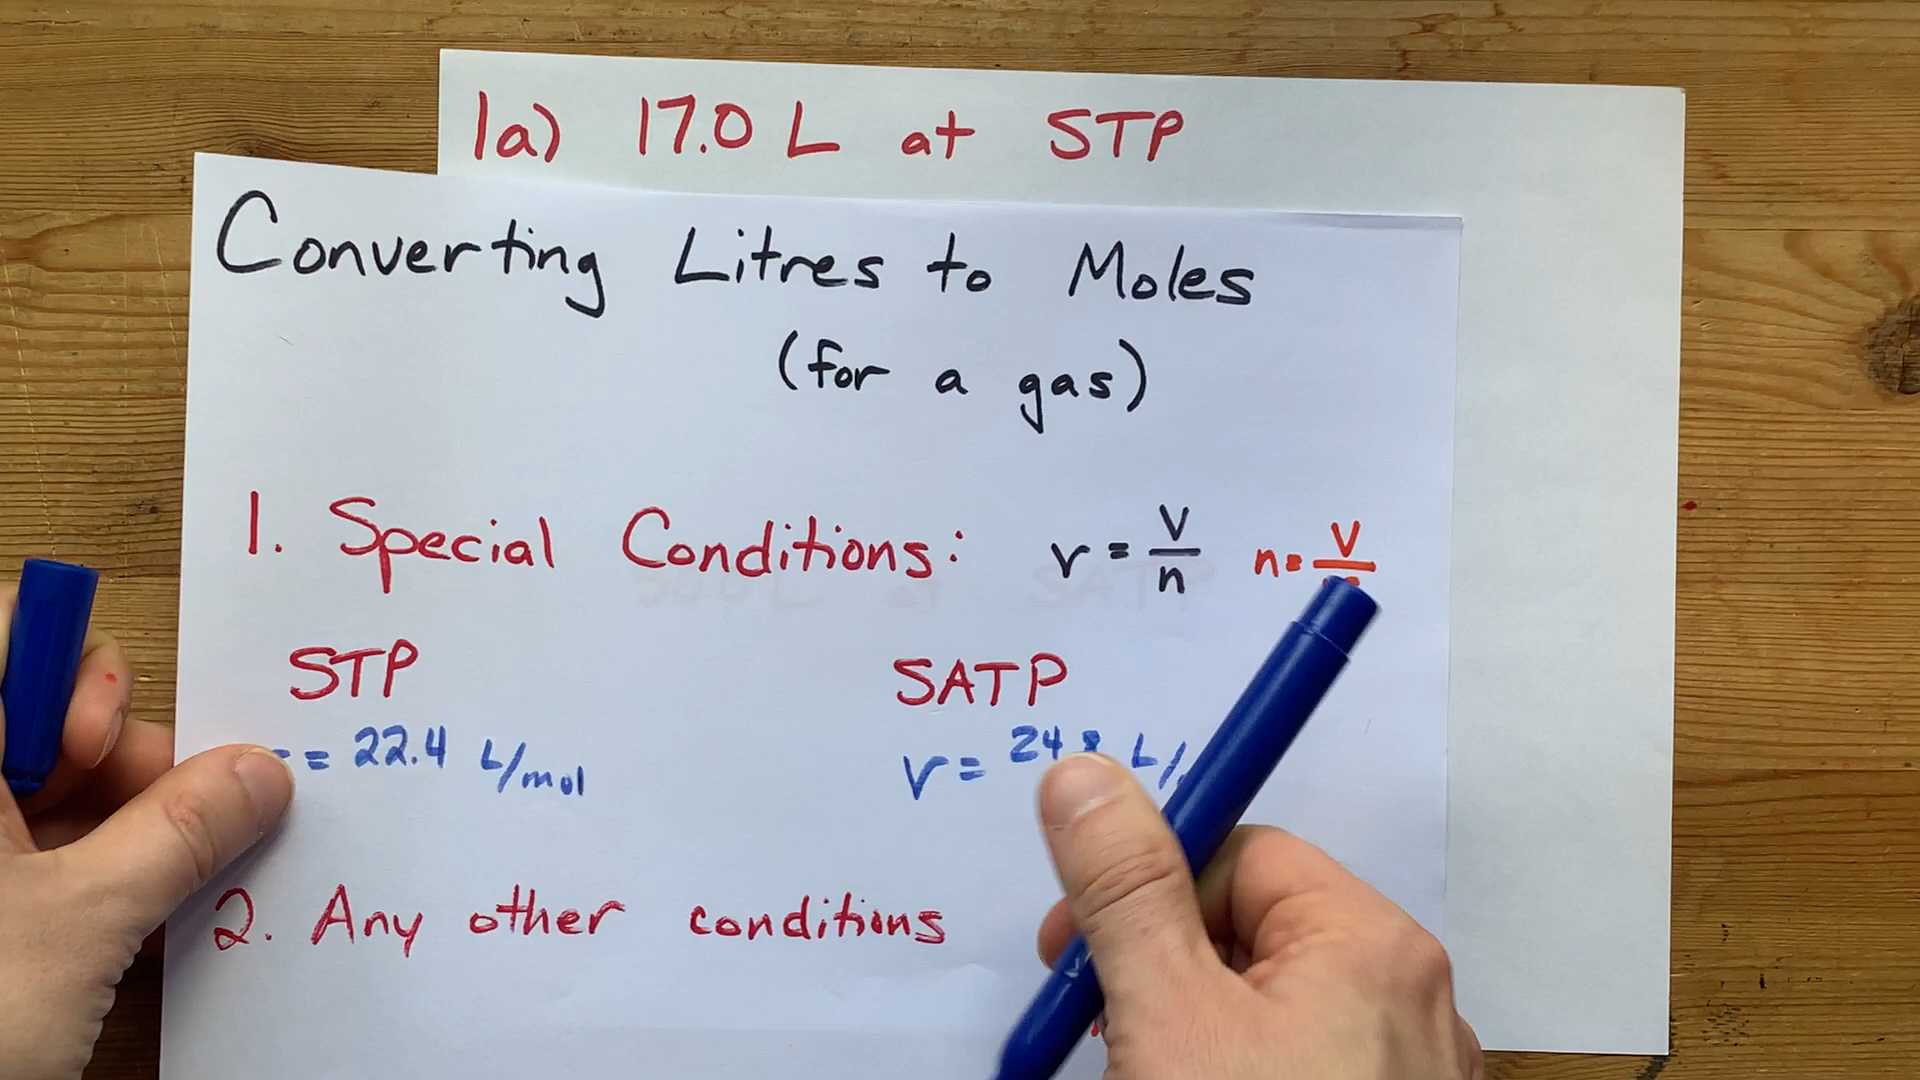 1a) 17.0 L at STP
Converting Litres to Moles
(for a gas)
1. Special Conditions: v = V/n n = V
STP SATP
= 22.4 L/mol v = 24.8 L/
2. Any other conditions